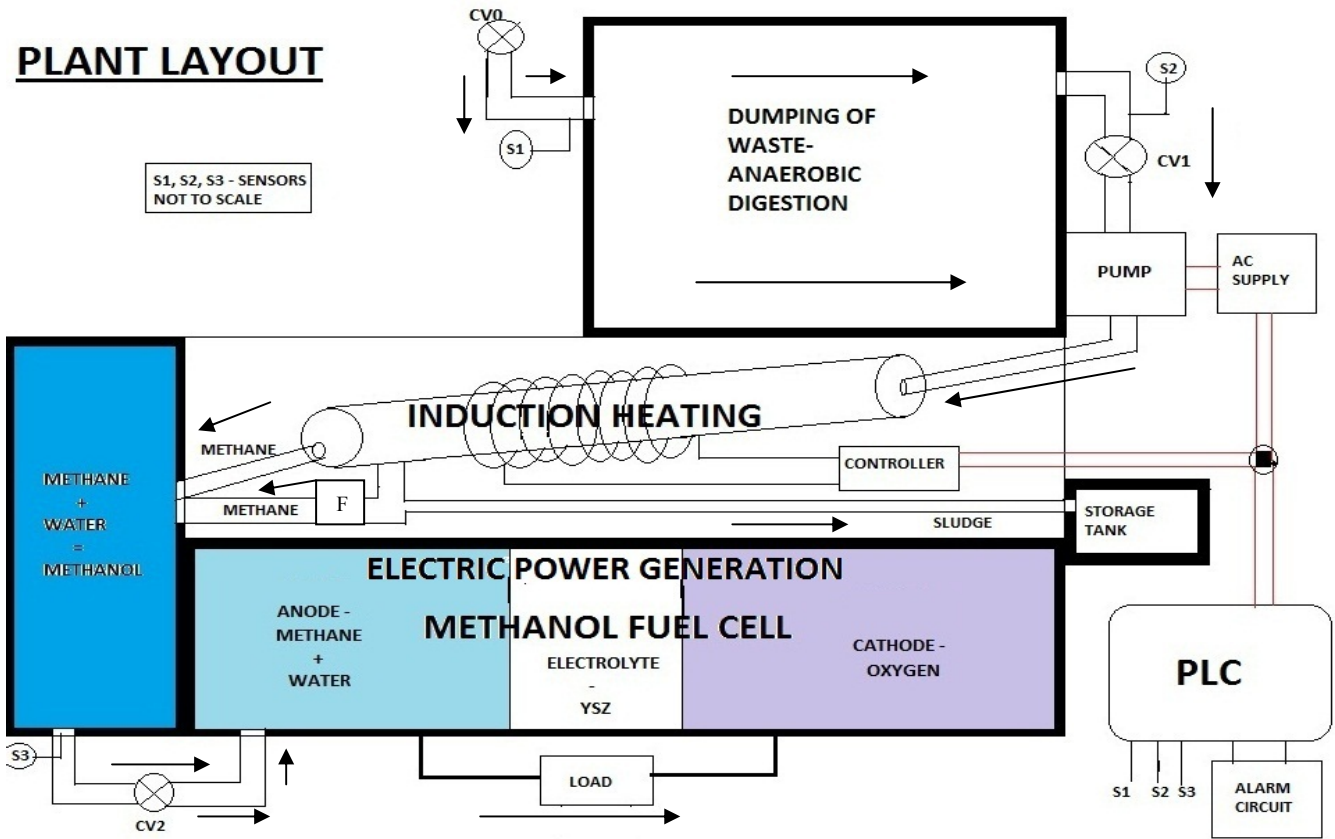 PLANT LAYOUT
CV0
S1
S2
CV1
S1, S2, S3 - SENSORS
NOT TO SCALE
DUMPING OF
WASTE-
ANAEROBIC
DIGESTION
PUMP
AC
SUPPLY
INDUCTION HEATING
METHANE
METHANE
F
CONTROLLER
SLUDGE
STORAGE
TANK
METHANE
+
WATER
=
METHANOL
ELECTRIC POWER GENERATION
METHANOL FUEL CELL
ANODE -
METHANE
+
WATER
ELECTROLYTE
-
YSZ
CATHODE -
OXYGEN
PLC
S3
CV2
LOAD
S1 S2 S3
ALARM
CIRCUIT